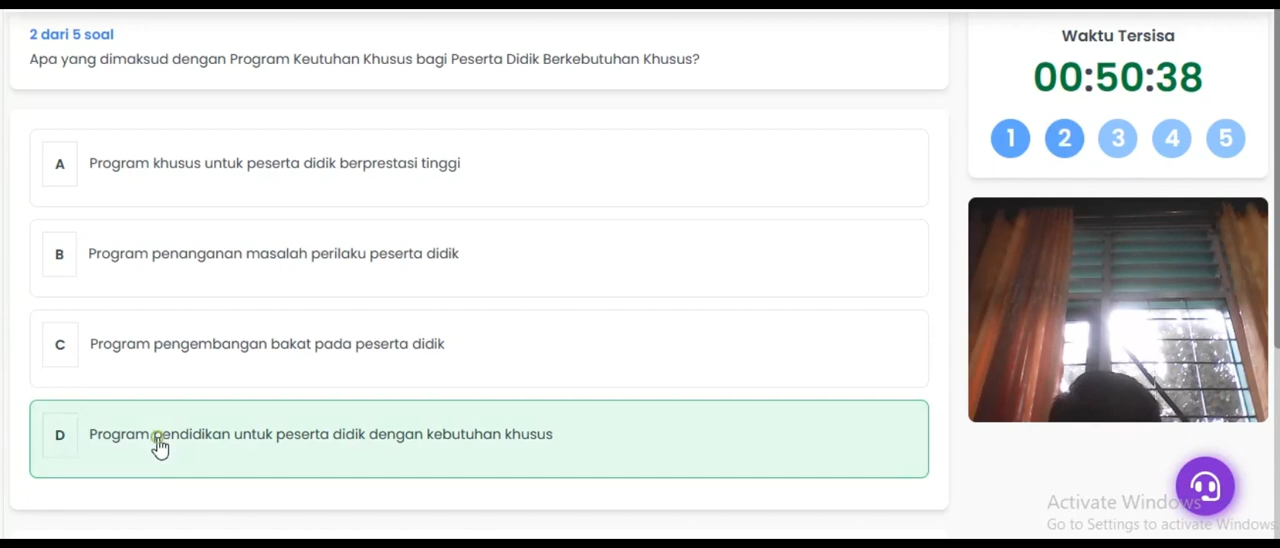 2 dari 5 soal
Apa yang dimaksud dengan Program Keutuhan Khusus bagi Peserta Didik Berkebutuhan Khusus?
A Program khusus untuk peserta didik berprestasi tinggi
B Program penanganan masalah perilaku peserta didik
C Program pengembangan bakat pada peserta didik
D Program pendidikan untuk peserta didik dengan kebutuhan khusus
Waktu Tersisa
00:50:38
1 2 3 4 5
Activate Windows
Go to Settings to activate Windows